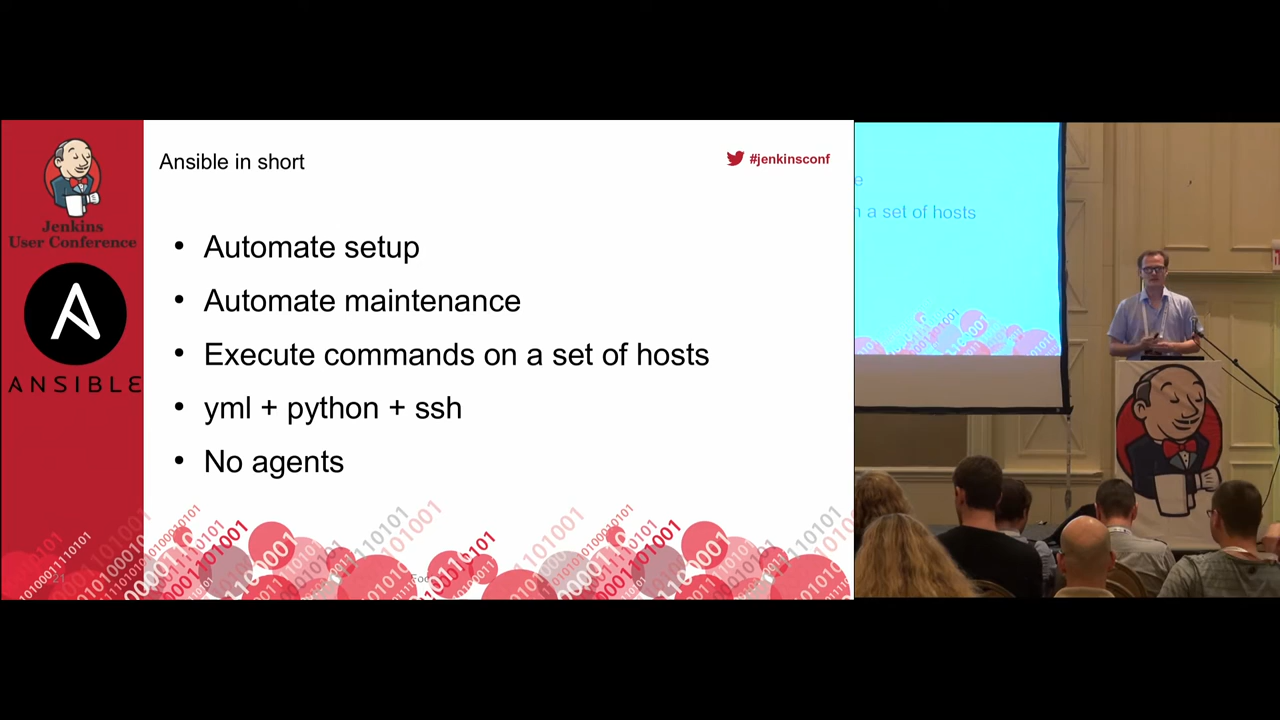 Ansible in short
#jenkinsconf
Jenkins
User Conference
ANSIBLE
• Automate setup
• Automate maintenance
• Execute commands on a set of hosts
• yml + python + ssh
• No agents
21
e
n a set of hosts